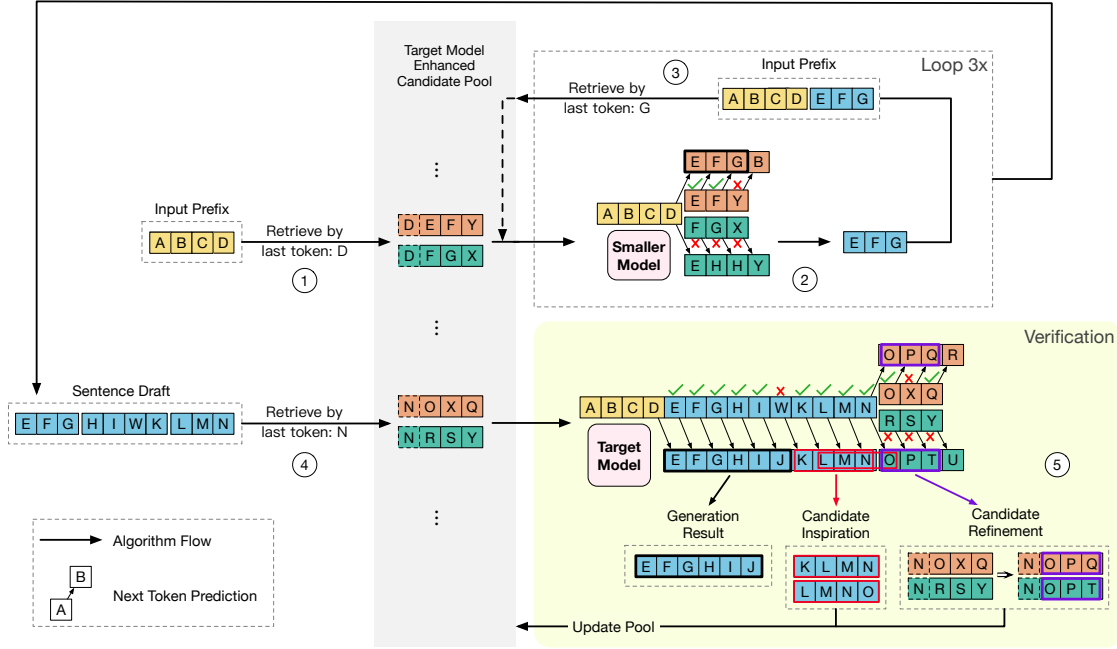 Target Model
Enhanced
Candidate Pool
Loop 3x
3
Input Prefix
Retrieve by
last token: G
A B C D E F G
⋮
E F G B
E F Y
Input Prefix
A B C D
Retrieve by
last token: D
1
D E F Y
D F G X
A B C D
F G X
Smaller
Model
E H H Y
2
E F G
⋮
Verification
Sentence Draft
E F G H I W K L M N
Retrieve by
last token: N
4
N O X Q
N R S Y
O P Q R
O X Q
A B C D E F G H I W K L M N
R S Y
Target
Model
E F G H I J K L M N O P T U
5
⋮
Generation
Result
Candidate
Inspiration
Candidate
Refinement
E F G H I J
K L M N
L M N O
N O X Q
N R S Y
N O P Q
N O P T
Update Pool
Algorithm Flow
B
A
Next Token Prediction